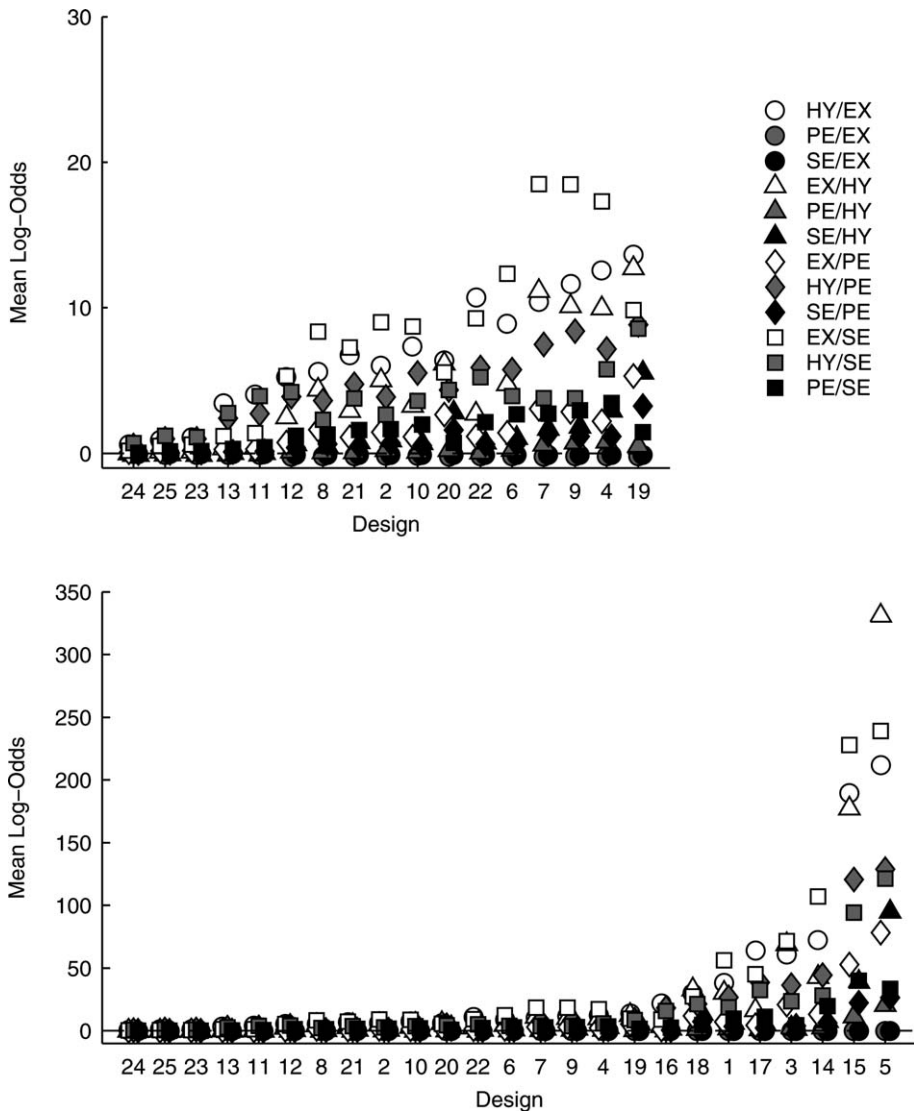 30
20
10
0
Mean Log–Odds
24 25 23 13 11 12 8 21 2 10 20 22 6 7 9 4 19
Design
HY/EX
PE/EX
SE/EX
EX/HY
PE/HY
SE/HY
EX/PE
HY/PE
SE/PE
EX/SE
HY/SE
PE/SE
350
300
250
200
150
100
50
0
Mean Log–Odds
24 25 23 13 11 12 8 21 2 10 20 22 6 7 9 4 19 16 18 1 17 3 14 15 5
Design